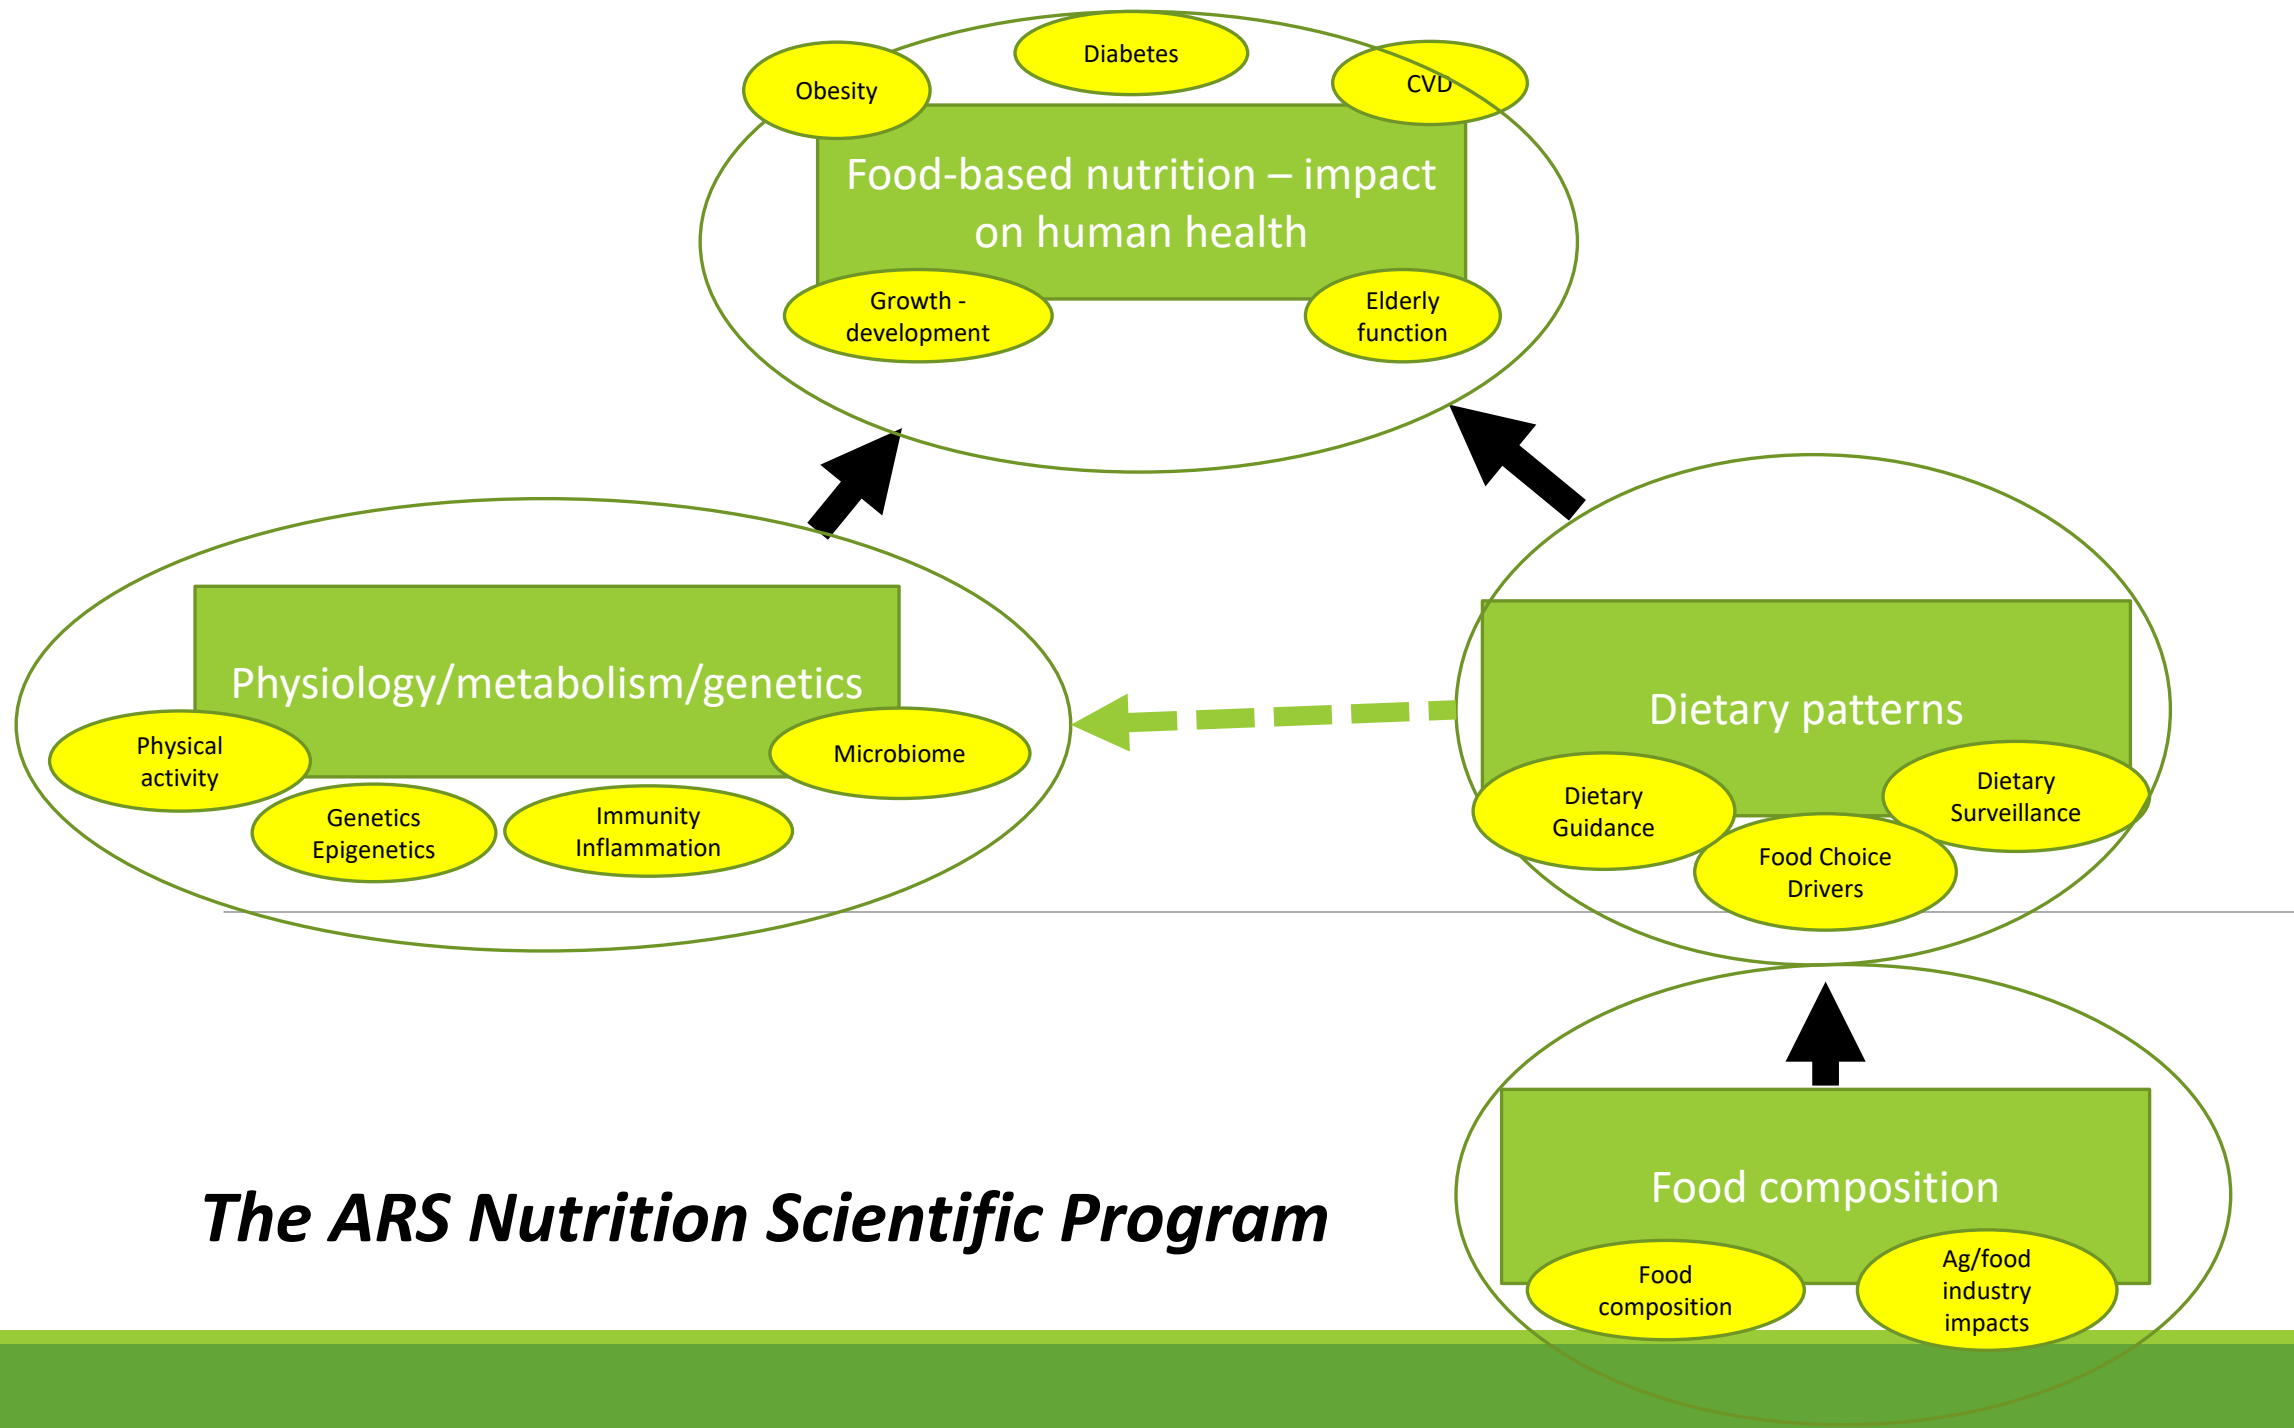 Diabetes
Obesity
CVD
Food-based nutrition – impact
on human health
Growth -
development
Elderly
function
Physiology/metabolism/genetics
Physical
activity
Genetics
Epigenetics
Immunity
Inflammation
Microbiome
Dietary patterns
Dietary
Guidance
Food Choice
Drivers
Dietary
Surveillance
Food composition
Food
composition
Ag/food
industry
impacts
The ARS Nutrition Scientific Program